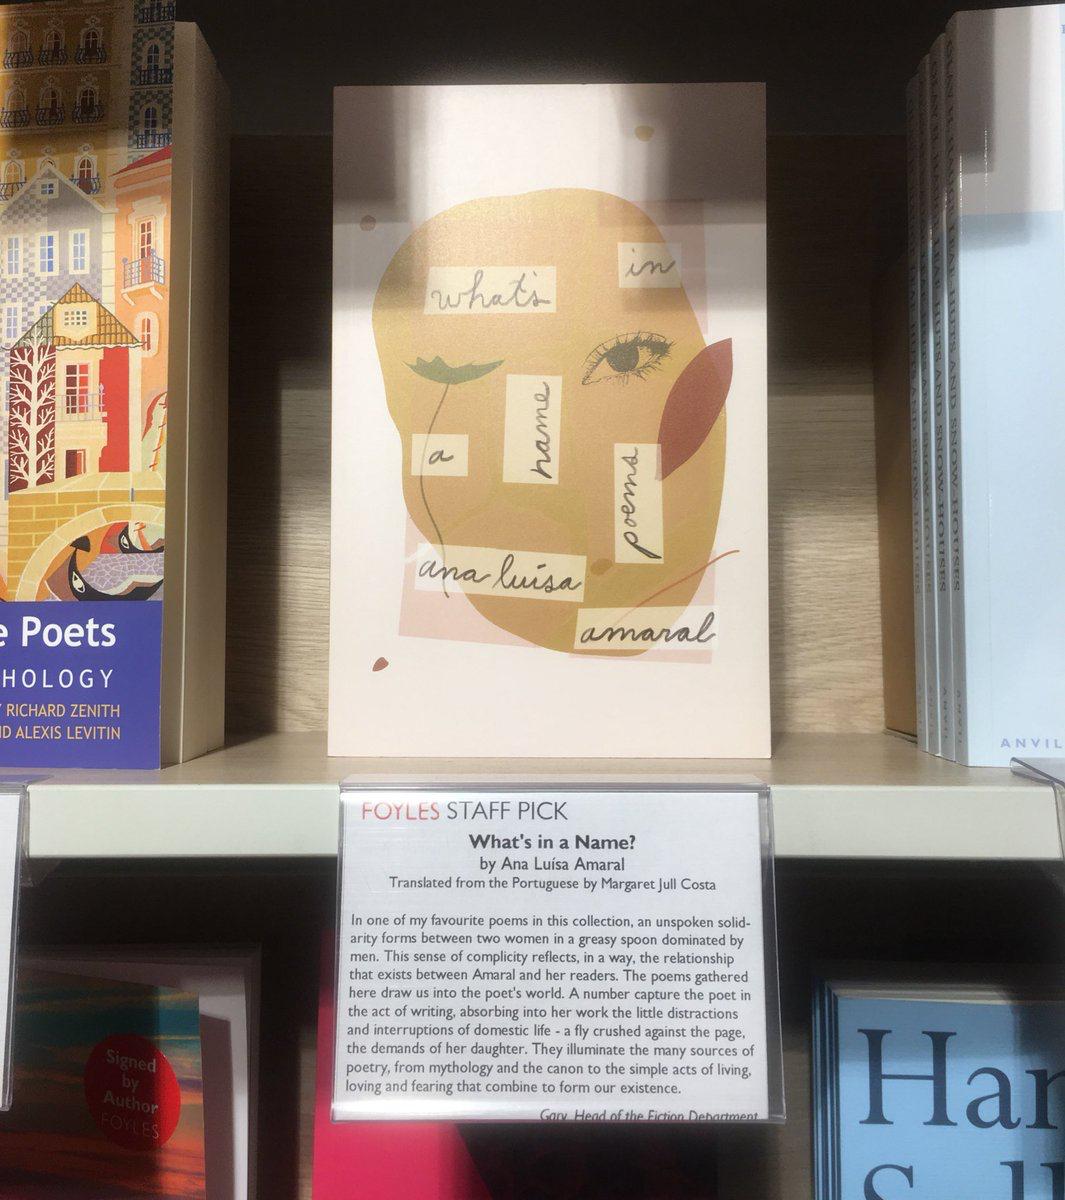 what's
in
a
name
poems
ana luísa
amaral
e Poets
HOLOGY
RICHARD ZENITH
D ALEXIS LEVITIN
ANVIL
FOYLES STAFF PICK
What's in a Name?
by Ana Luísa Amaral
Translated from the Portuguese by Margaret Jull Costa
In one of my favourite poems in this collection, an unspoken solid-
arity forms between two women in a greasy spoon dominated by
men. This sense of complicity reflects, in a way, the relationship
that exists between Amaral and her readers. The poems gathered
here draw us into the poet's world. A number capture the poet in
the act of writing, absorbing into her work the little distractions
and interruptions of domestic life - a fly crushed against the page,
the demands of her daughter. They illuminate the many sources of
poetry, from mythology and the canon to the simple acts of living,
loving and fearing that combine to form our existence.
Gary, Head of the Fiction Department
Signed
by
Author
FOYLES
Har